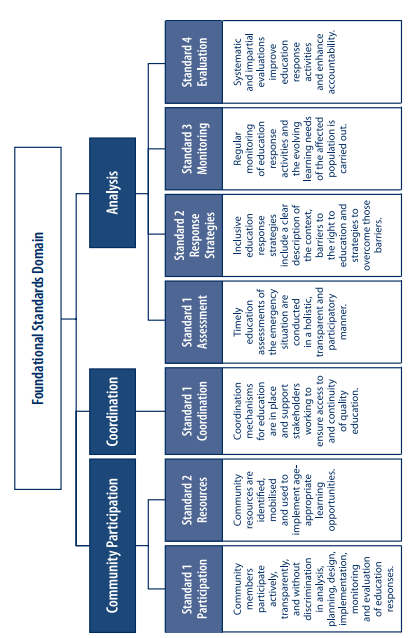 Foundational Standards Domain
Community Participation
Coordination
Analysis
Standard 1
Participation
Community
members
participate
actively,
transparently,
and without
discrimination
in analysis,
planning, design,
implementation,
monitoring
and evaluation
of education
responses.
Standard 2
Resources
Community
resources are
identified,
mobilised
and used to
implement age-
appropriate
learning
opportunities.
Standard 1
Coordination
Coordination
mechanisms
for education
are in place
and support
stakeholders
working to
ensure access to
and continuity
of quality
education.
Standard 1
Assessment
Timely
education
assessments of
the emergency
situation are
conducted
in a holistic,
transparent and
participatory
manner.
Standard 2
Response
Strategies
Inclusive
education
response
strategies
include a clear
description of
the context,
barriers to
the right to
education and
strategies to
overcome those
barriers.
Standard 3
Monitoring
Regular
monitoring
of education
response
activities and
the evolving
learning needs
of the affected
population is
carried out.
Standard 4
Evaluation
Systematic
and impartial
evaluations
improve
education
response
activities
and enhance
accountability.